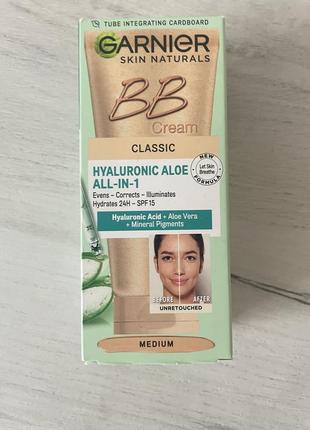 TUBE INTEGRATING CARDBOARD
GARNIER
SKIN NATURALS
BB
Cream
CLASSIC
HYALURONIC ALOE
ALL-IN-1
Evens – Corrects – Illuminates
Hydrates 24H – SPF15
NEW
Let Skin
Breathe
FORMULA
Hyaluronic Acid + Aloe Vera
+ Mineral Pigments
BEFORE AFTER
UNRETOUCHED
MEDIUM